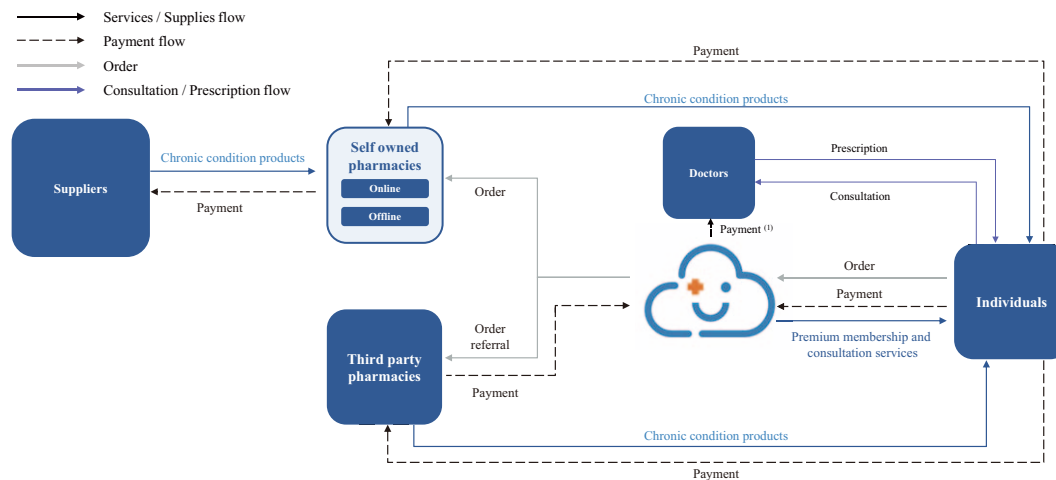 Services / Supplies flow
Payment flow
Order
Consultation / Prescription flow
Payment
Chronic condition products
Suppliers
Chronic condition products
Payment
Self owned
pharmacies
Online
Offline
Order
Doctors
Prescription
Consultation
Payment (1)
Order
Payment
Individuals
Premium membership and
consultation services
Order
referral
Third party
pharmacies
Payment
Chronic condition products
Payment